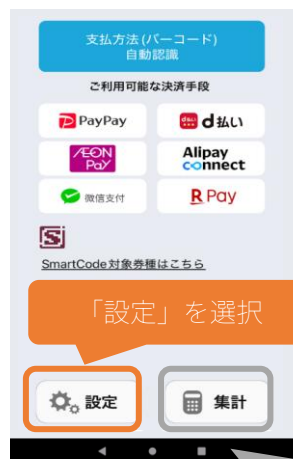 支払方法(バーコード)
自動認識
ご利用可能な決済手段
PayPay
d払い
ÆON
Pay
Alipay
connect
微信支付
R Pay
SmartCode対象券種はこちら
「設定」を選択
設定
集計